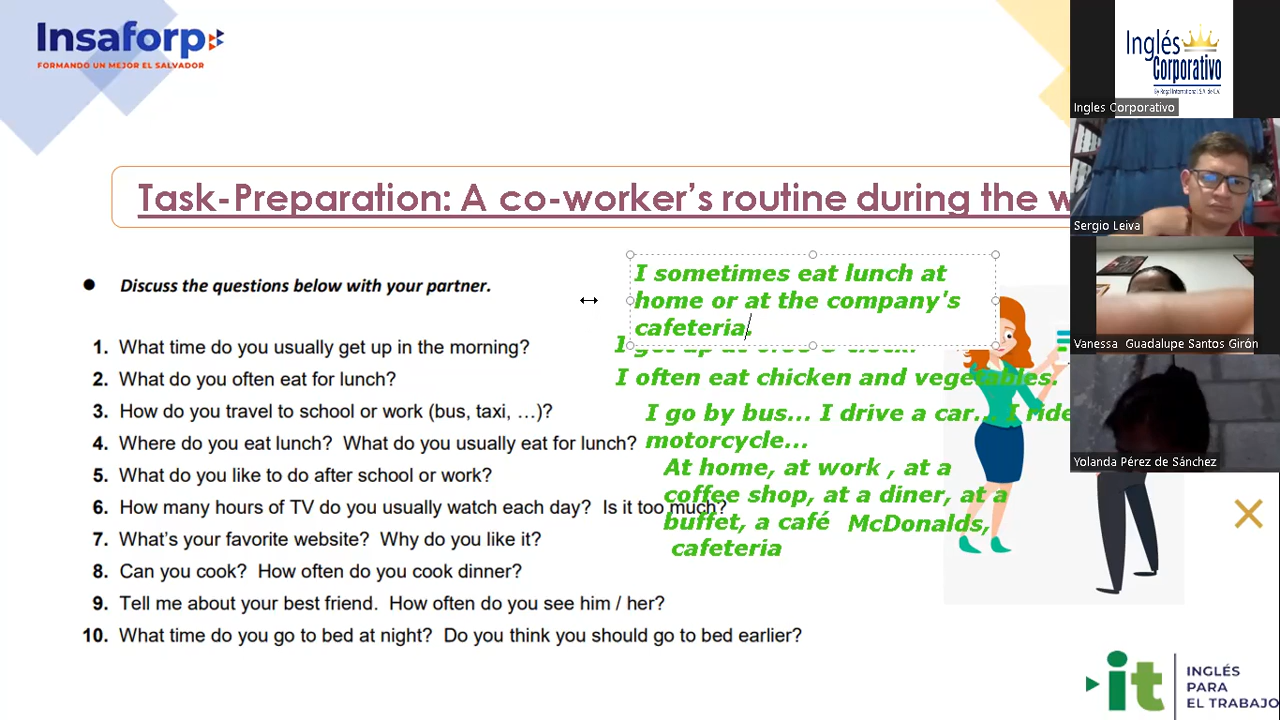 Insaforp
FORMANDO UN MEJOR EL SALVADOR
Task-Preparation: A co-worker's routine during the w
Discuss the questions below with your partner.
1. What time do you usually get up in the morning?
2. What do you often eat for lunch?
3. How do you travel to school or work (bus, taxi, …)?
4. Where do you eat lunch? What do you usually eat for lunch?
5. What do you like to do after school or work?
6. How many hours of TV do you usually watch each day? Is it too much?
7. What's your favorite website? Why do you like it?
8. Can you cook? How often do you cook dinner?
9. Tell me about your best friend. How often do you see him / her?
10. What time do you go to bed at night? Do you think you should go to bed earlier?
I sometimes eat lunch at
home or at the company's
cafeteria.
I often eat chicken and vegetables.
I go by bus... I drive a car... I ride
motorcycle...
At home, at work , at a
coffee shop, at a diner, at a
buffet, a café McDonalds,
cafeteria
Inglés
Corporativo
Ingles Corporativo
Sergio Leiva
Vanessa Guadalupe Santos Girón
Yolanda Pérez de Sánchez
it
INGLÉS
PARA
EL TRABAJO